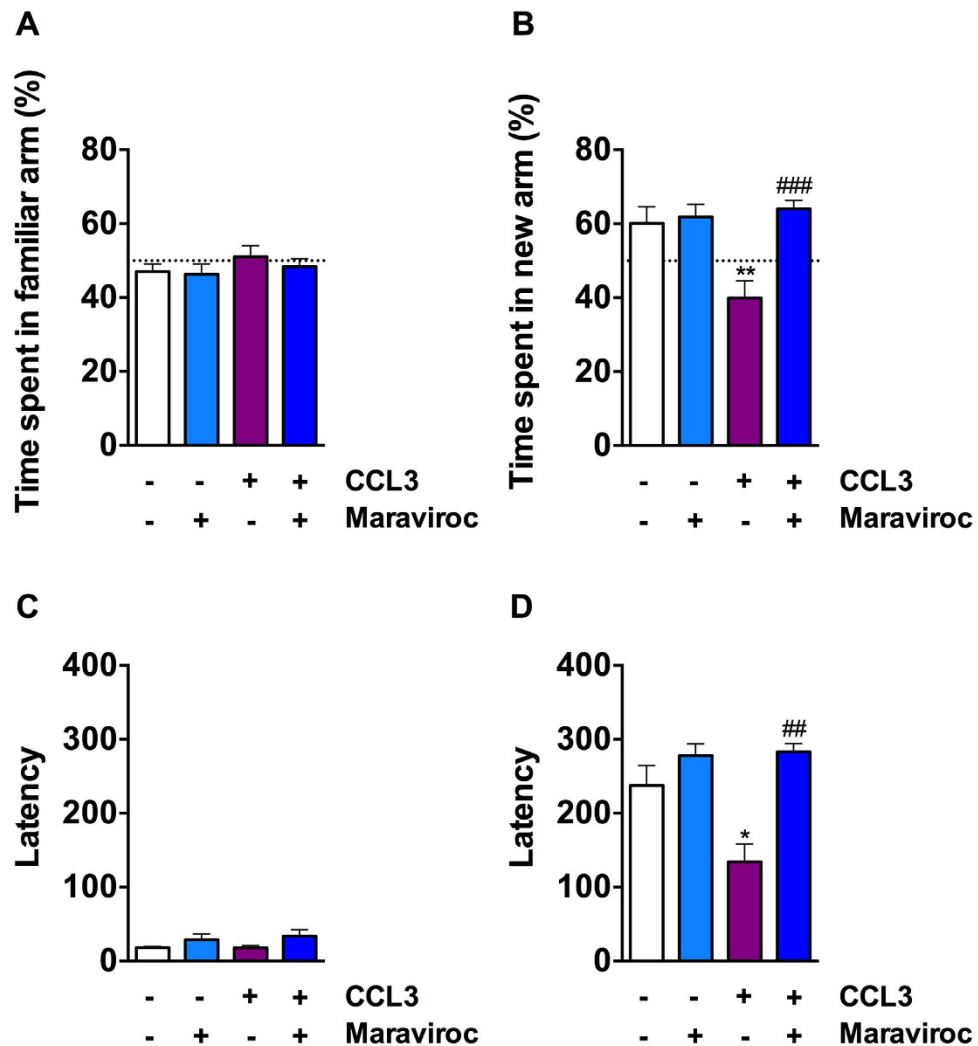 A
Time spent in familiar arm (%)
80
60
40
20
0
- - + + CCL3
- + - + Maraviroc
B
Time spent in new arm (%)
80
60
40
20
0
**
###
- - + + CCL3
- + - + Maraviroc
C
Latency
400
300
200
100
0
- - + + CCL3
- + - + Maraviroc
D
Latency
400
300
200
100
0
*
##
- - + + CCL3
- + - + Maraviroc